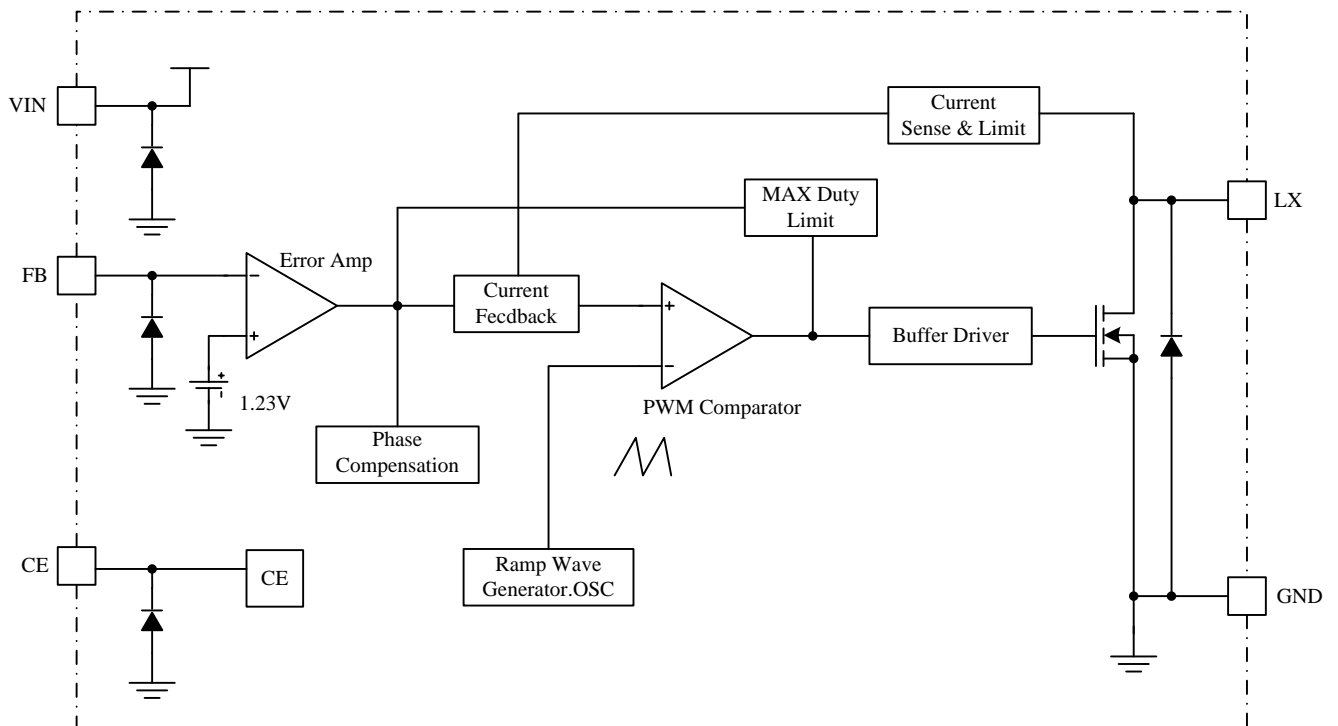 VIN
Current
Sense & Limit
MAX Duty
Limit
LX
FB
Error Amp
−
+
Current
Fecdback
+
−
Buffer Driver
+
-
1.23V
PWM Comparator
Phase
Compensation
CE
CE
Ramp Wave
Generator.OSC
GND